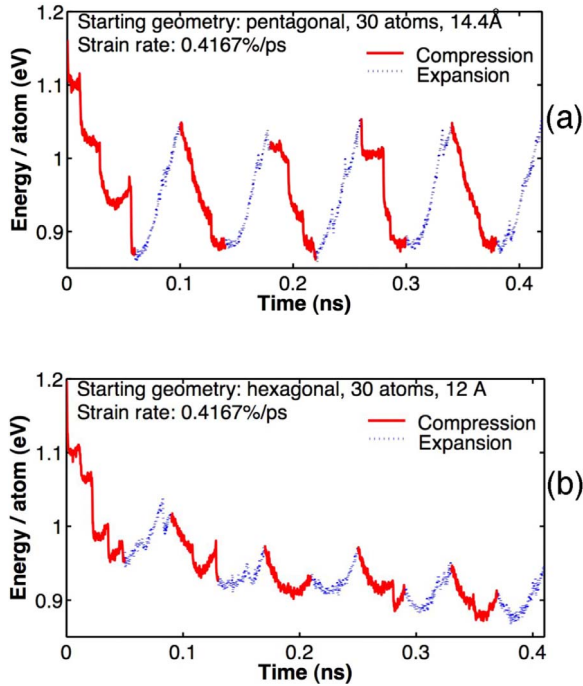 Starting geometry: pentagonal, 30 atoms, 14.4Å
Strain rate: 0.4167%/ps
Compression
Expansion
(a)
1.2
1.1
1
0.9
Energy / atom (eV)
0
0.1
0.2
0.3
0.4
Time (ns)
Starting geometry: hexagonal, 30 atoms, 12 A
Strain rate: 0.4167%/ps
Compression
Expansion
(b)
1.2
1.1
1
0.9
Energy / atom (eV)
0
0.1
0.2
0.3
0.4
Time (ns)